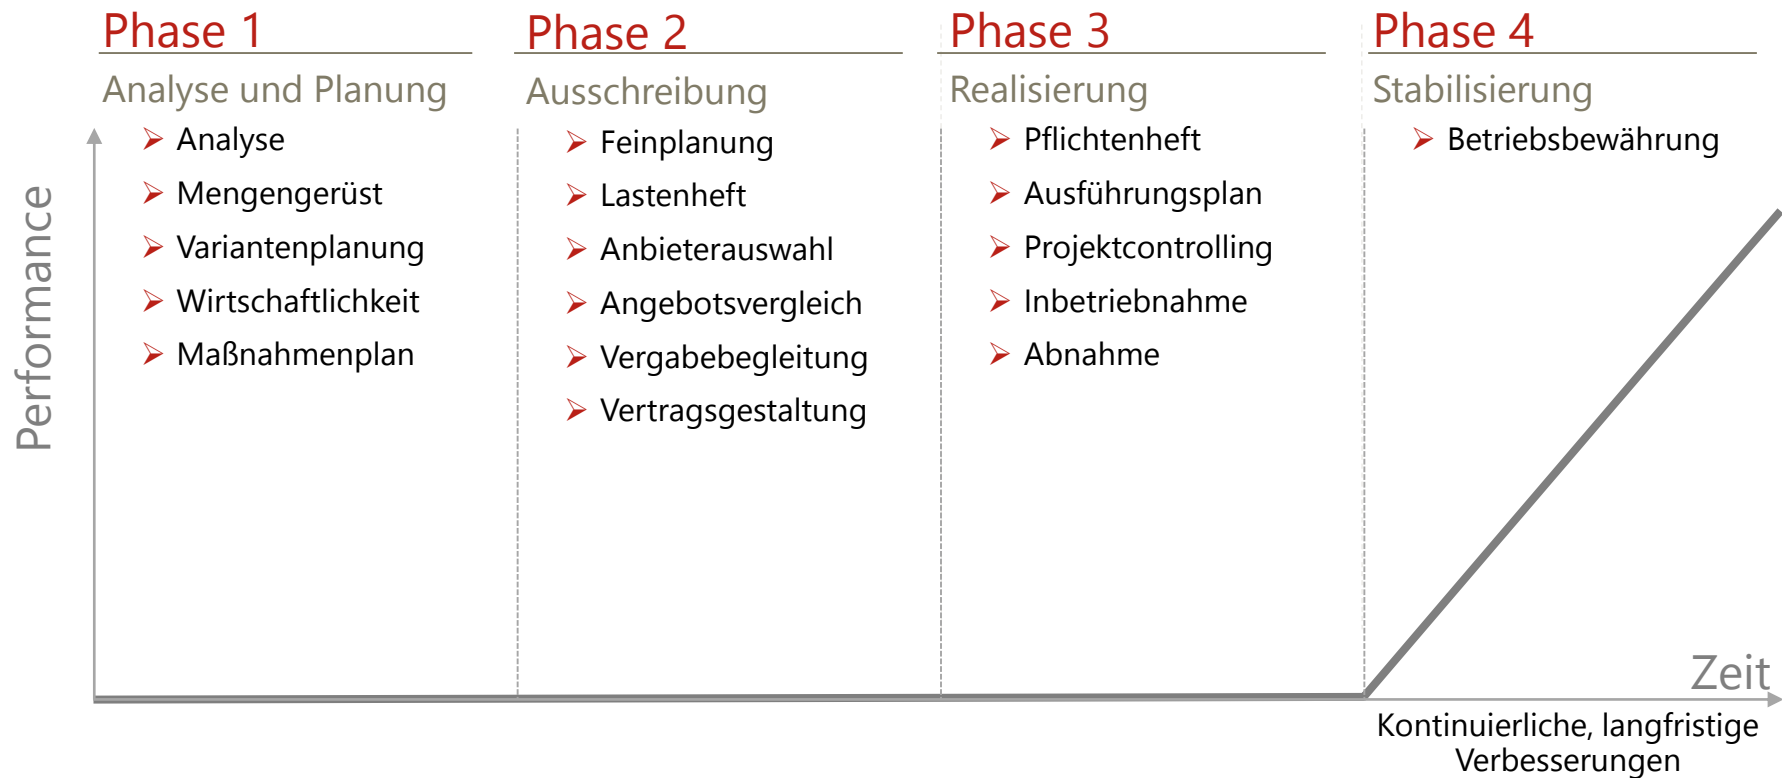 Phase 1
Analyse und Planung
Analyse
Mengengerüst
Variantenplanung
Wirtschaftlichkeit
Maßnahmenplan
Phase 2
Ausschreibung
Feinplanung
Lastenheft
Anbieterauswahl
Angebotsvergleich
Vergabebegleitung
Vertragsgestaltung
Phase 3
Realisierung
Pflichtenheft
Ausführungsplan
Projektcontrolling
Inbetriebnahme
Abnahme
Phase 4
Stabilisierung
Betriebsbewährung
Performance
Zeit
Kontinuierliche, langfristige
Verbesserungen